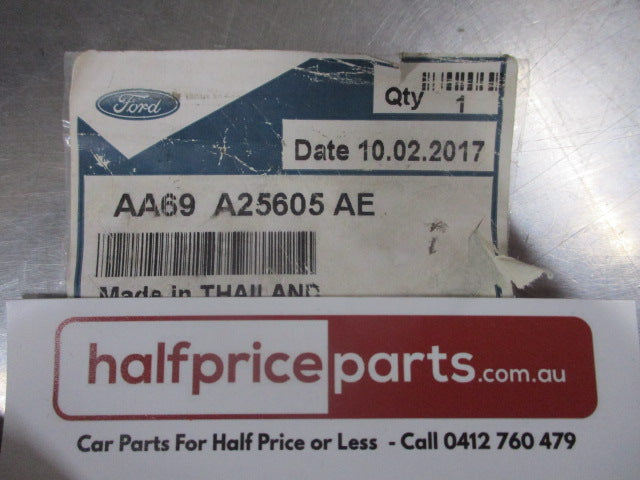 Ford
Qty 1
Date 10.02.2017
AA69 A25605 AE
Made in THAILAND
halfpriceparts.com.au
Car Parts For Half Price or Less - Call 0412 760 479